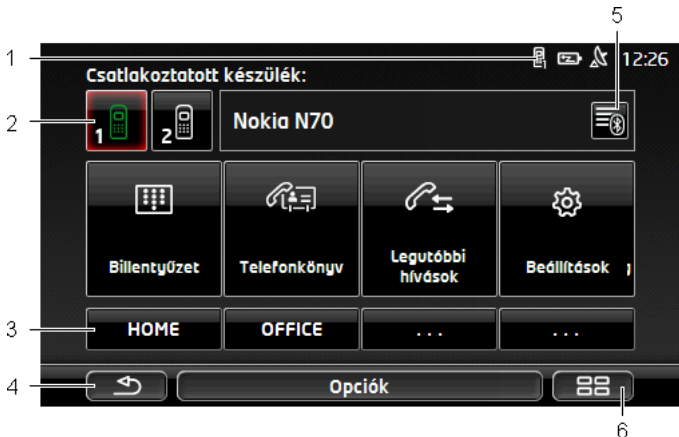 5
1
12:26
Csatlakoztatott készülék:
2
1
2
Nokia N70
Billentyűzet
Telefonkönyv
Legutóbbi
hívások
Beállítások
3
HOME
OFFICE
...
...
4
Opciók
6